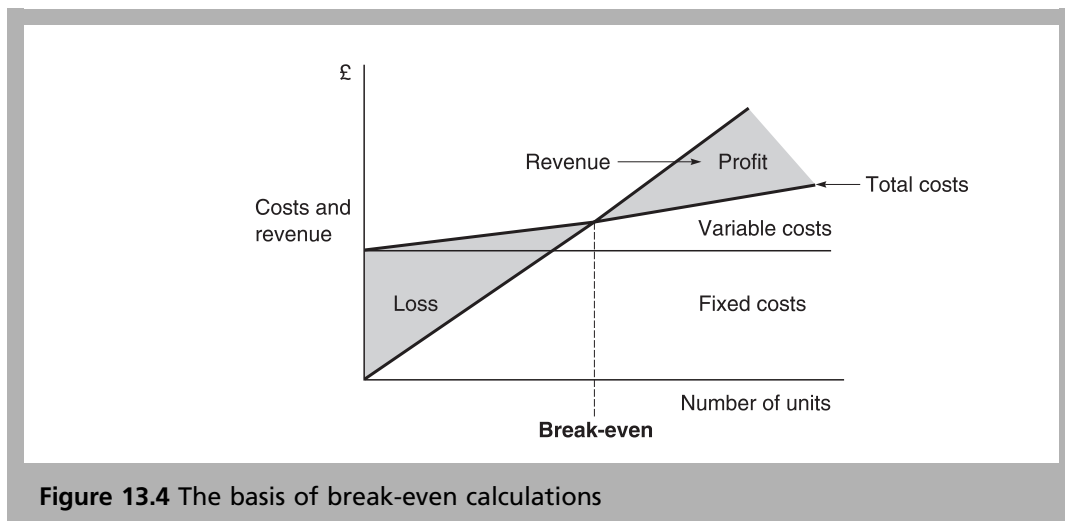 £
Revenue
Profit
Total costs
Costs and
revenue
Variable costs
Loss
Fixed costs
Number of units
Break-even
Figure 13.4 The basis of break-even calculations